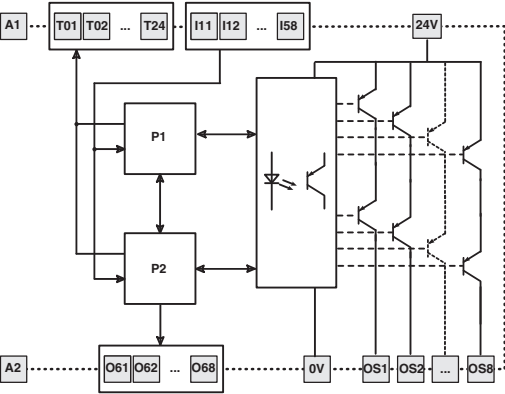 A1 T01 T02 ... T24 I11 I12 ... I58 24V
P1
P2
A2 O61 O62 ... O68 0V OS1 OS2 ... OS8